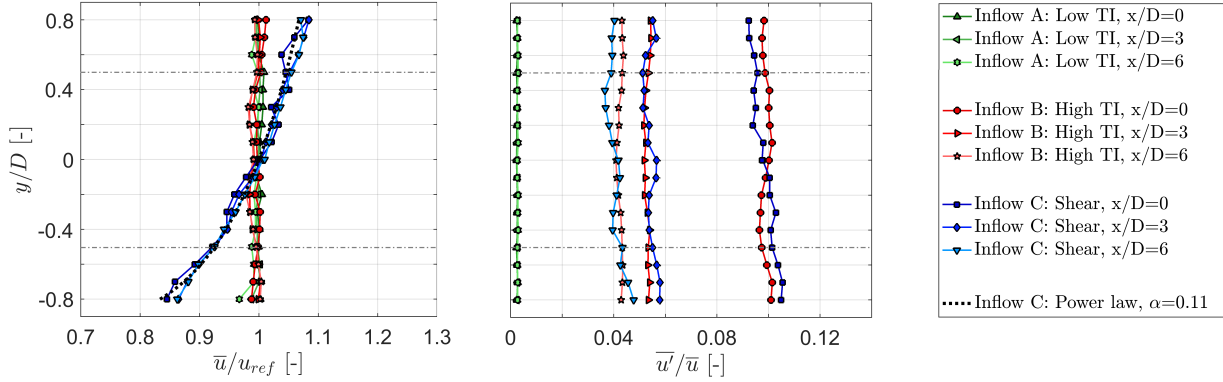 0.8
0.4
0
-0.4
-0.8
y/D [-]
0.7 0.8 0.9 1 1.1 1.2 1.3
u̅/u_ref [-]
0 0.04 0.08 0.12
u̅'̅/u̅ [-]
Inflow A: Low TI, x/D=0
Inflow A: Low TI, x/D=3
Inflow A: Low TI, x/D=6
Inflow B: High TI, x/D=0
Inflow B: High TI, x/D=3
Inflow B: High TI, x/D=6
Inflow C: Shear, x/D=0
Inflow C: Shear, x/D=3
Inflow C: Shear, x/D=6
Inflow C: Power law, α=0.11